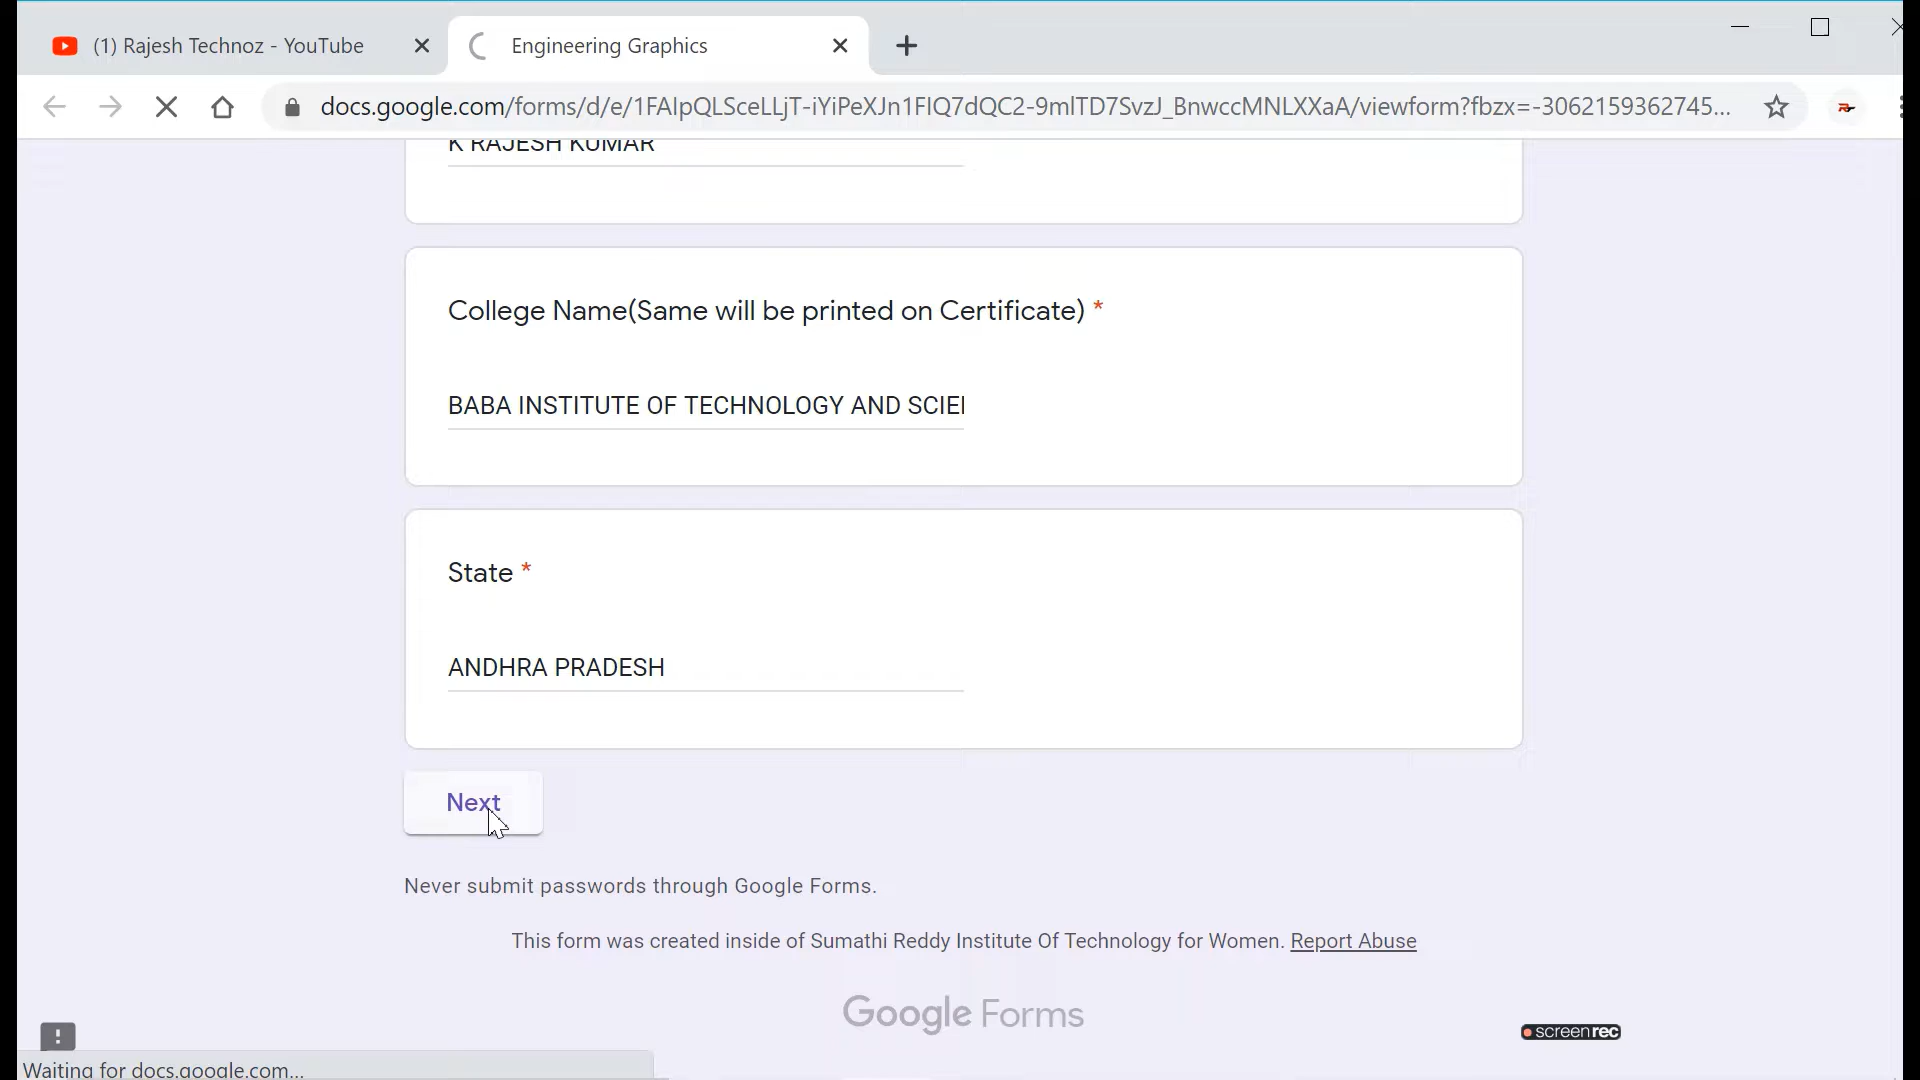 (1) Rajesh Technoz - YouTube
Engineering Graphics
docs.google.com/forms/d/e/1FAIpQLSceLLjT-iYiPeXJn1FIQ7dQC2-9mlTD7SvzJ_BnwccMNLXXaA/viewform?fbzx=-3062159362745...
K RAJESH KUMAR
College Name(Same will be printed on Certificate) *
BABA INSTITUTE OF TECHNOLOGY AND SCIE
State *
ANDHRA PRADESH
Next
Never submit passwords through Google Forms.
This form was created inside of Sumathi Reddy Institute Of Technology for Women. Report Abuse
Google Forms
screenrec
Waiting for docs.google.com...